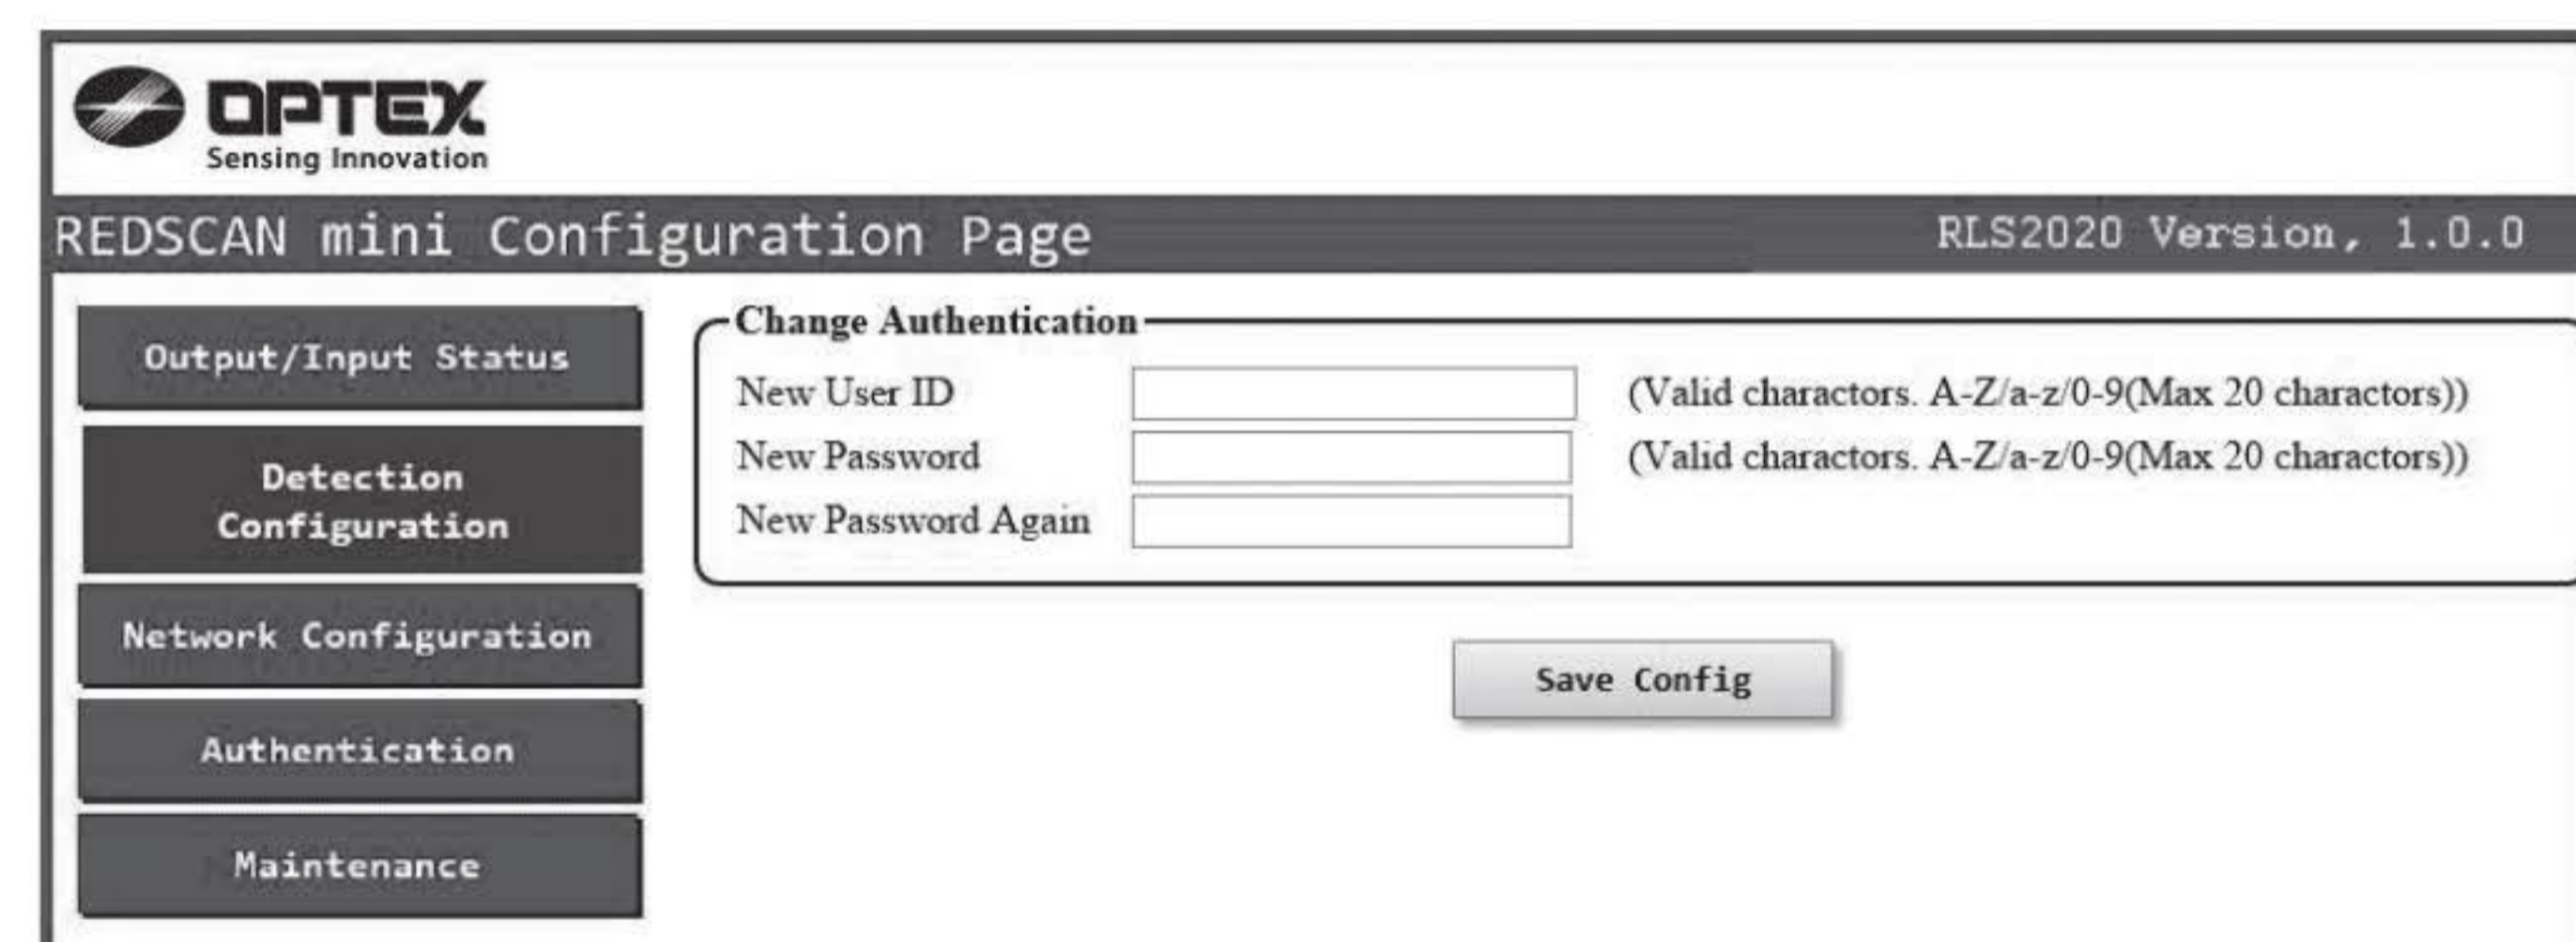 OPTEX
Sensing Innovation
REDSCAN mini Configuration Page
RLS2020 Version, 1.0.0
Output/Input Status
Detection
Configuration
Network Configuration
Authentication
Maintenance
Change Authentication
New User ID (Valid charactors. A-Z/a-z/0-9(Max 20 charactors))
New Password (Valid charactors. A-Z/a-z/0-9(Max 20 charactors))
New Password Again
Save Config